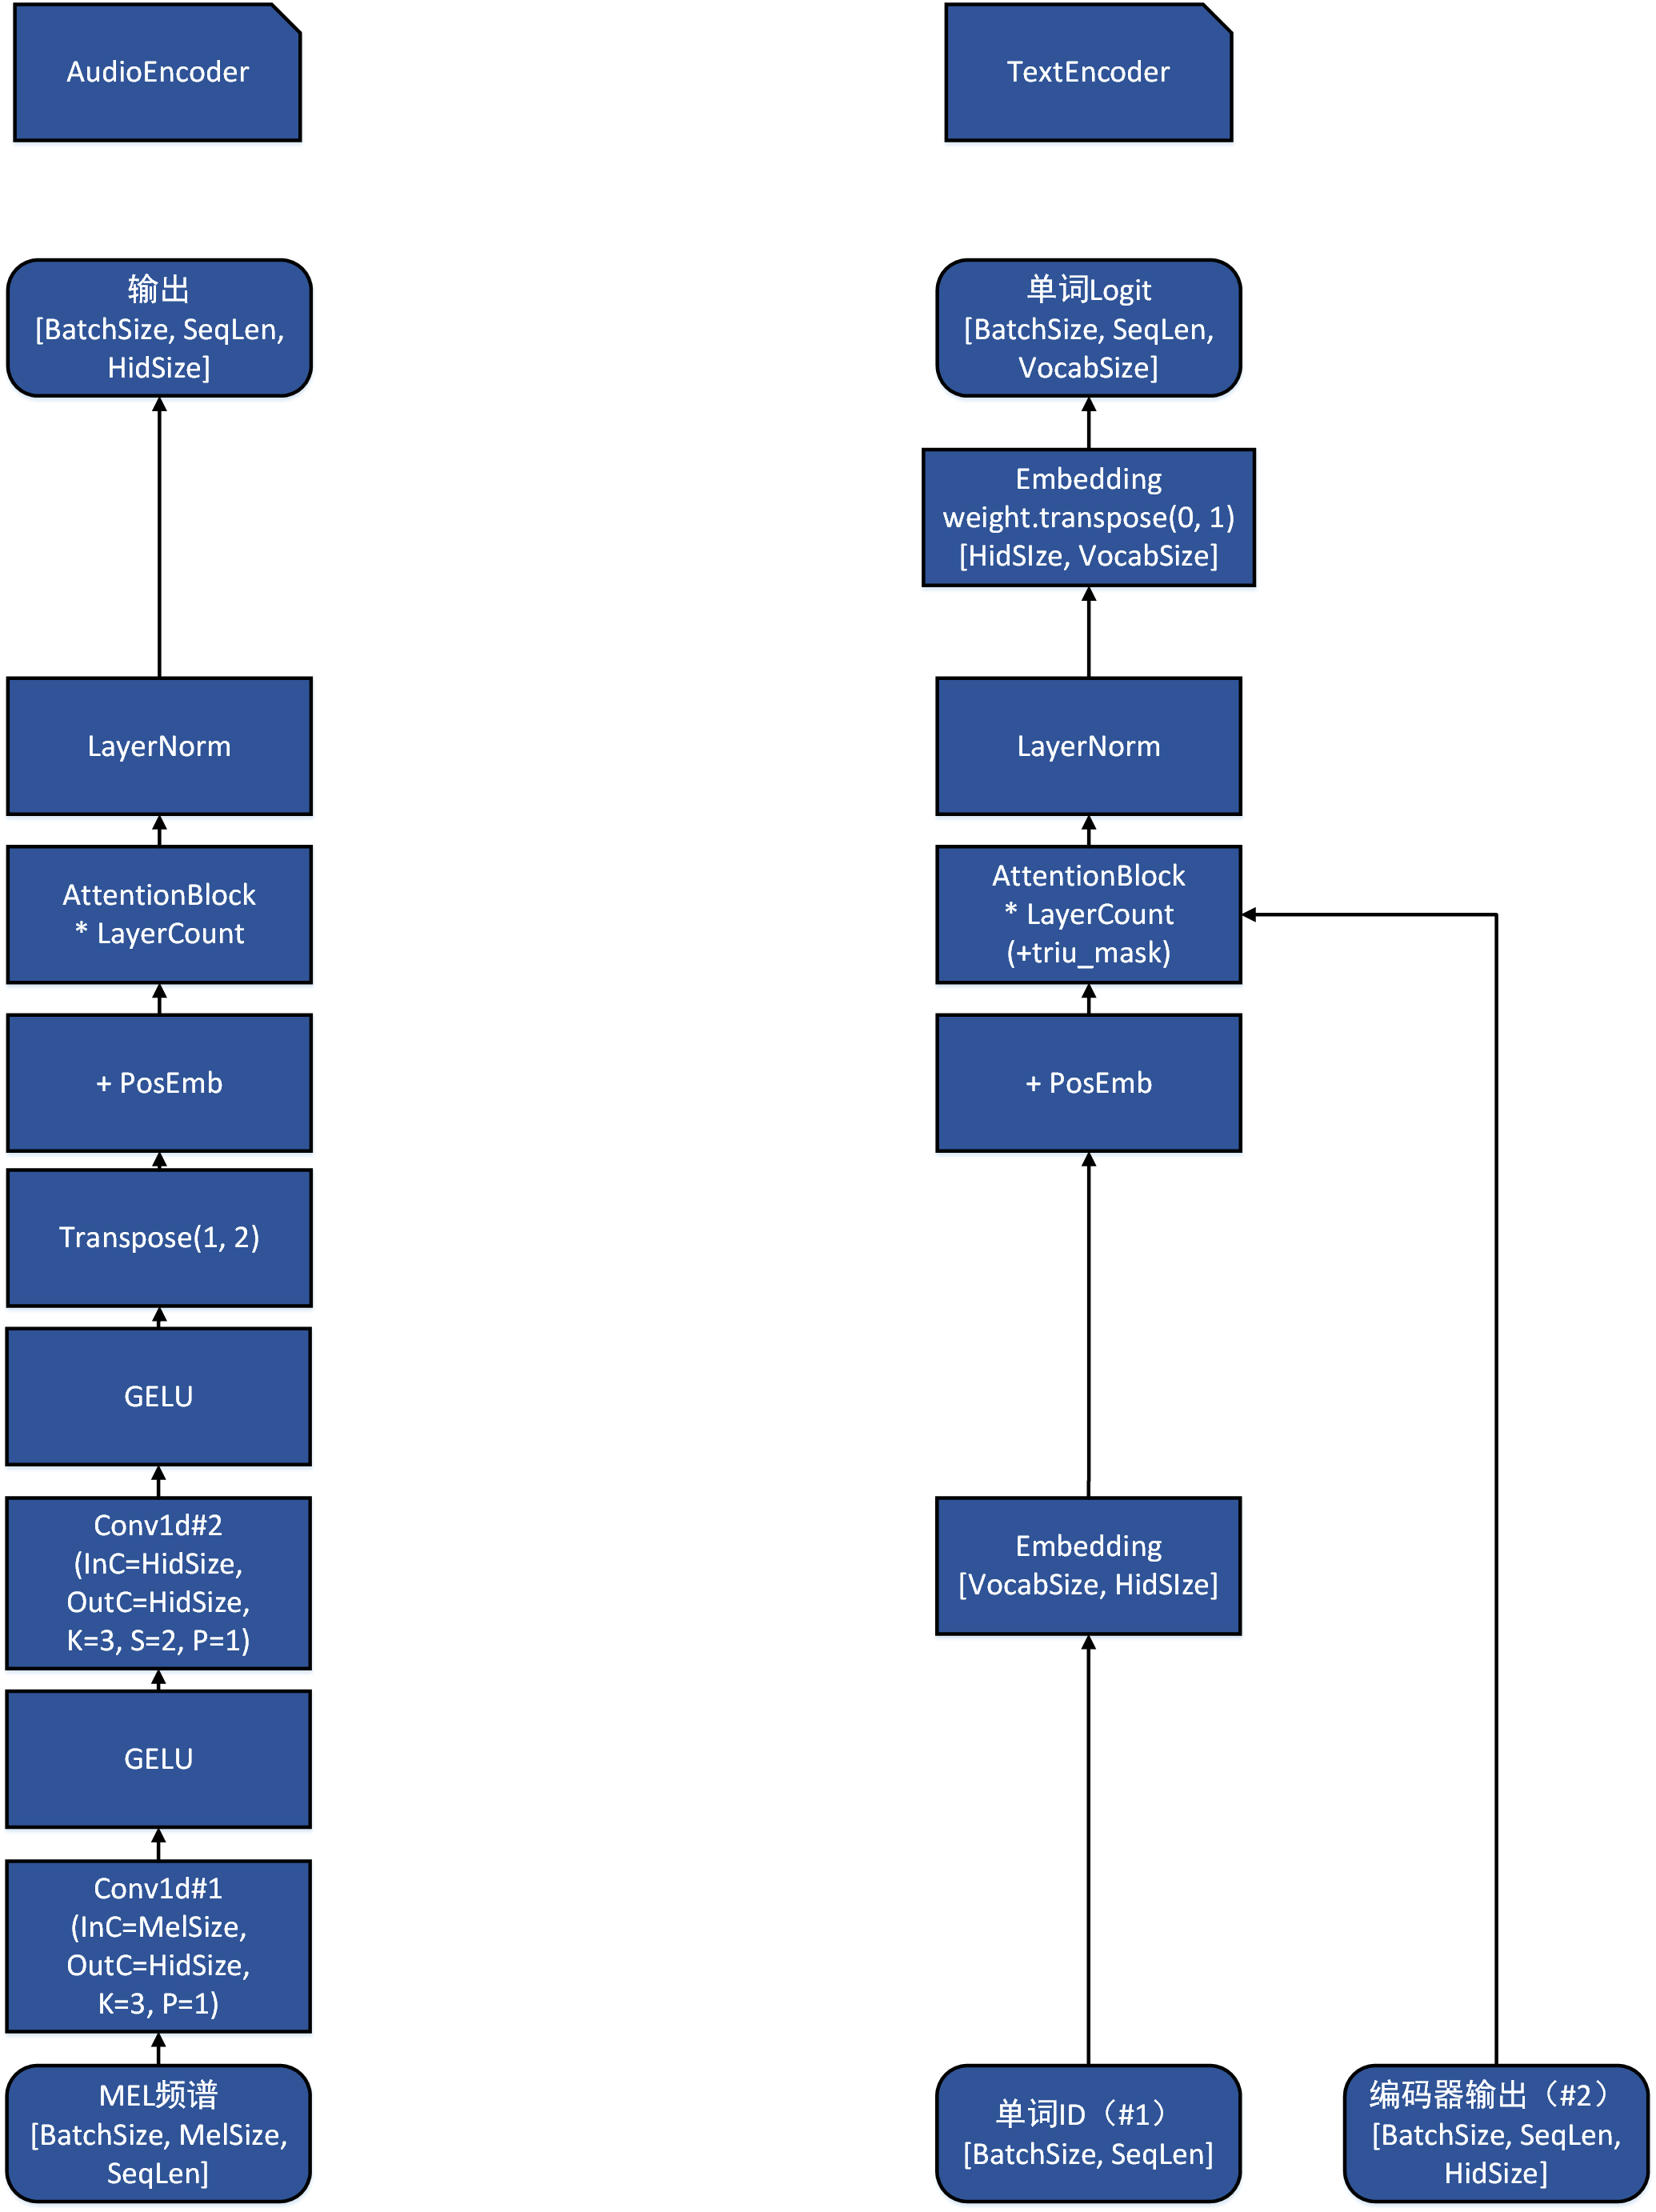 AudioEncoder
输出
[BatchSize, SeqLen,
HidSize]
LayerNorm
AttentionBlock
* LayerCount
+ PosEmb
Transpose(1, 2)
GELU
Conv1d#2
(InC=HidSize,
OutC=HidSize,
K=3, S=2, P=1)
GELU
Conv1d#1
(InC=MelSize,
OutC=HidSize,
K=3, P=1)
MEL频谱
[BatchSize, MelSize,
SeqLen]
TextEncoder
单词Logit
[BatchSize, SeqLen,
VocabSize]
Embedding
weight.transpose(0, 1)
[HidSIze, VocabSize]
LayerNorm
AttentionBlock
* LayerCount
(+triu_mask)
+ PosEmb
Embedding
[VocabSize, HidSIze]
单词ID（#1）
[BatchSize, SeqLen]
编码器输出（#2）
[BatchSize, SeqLen,
HidSize]